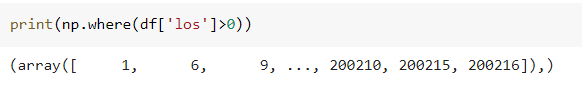 print(np.where(df['los']>0))
(array([     1,      6,      9, ..., 200210, 200215, 200216]),)